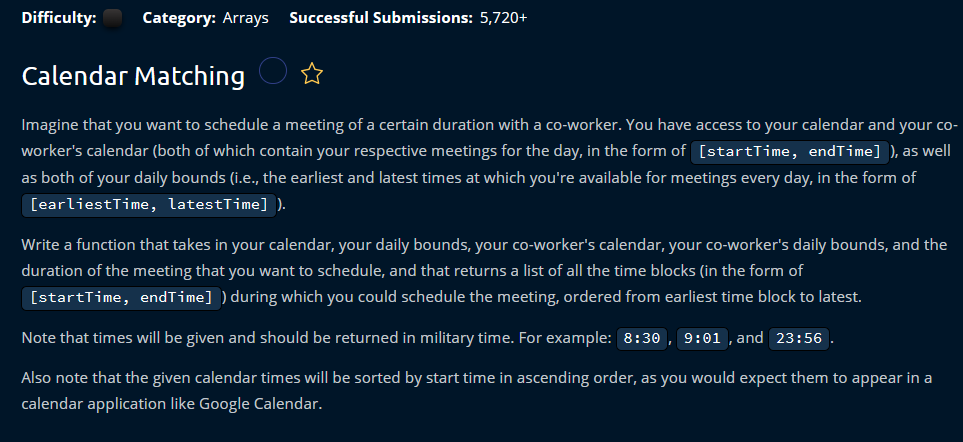 Difficulty: Category: Arrays Successful Submissions: 5,720+
Calendar Matching
Imagine that you want to schedule a meeting of a certain duration with a co-worker. You have access to your calendar and your co-
worker's calendar (both of which contain your respective meetings for the day, in the form of [startTime, endTime] ), as well
as both of your daily bounds (i.e., the earliest and latest times at which you're available for meetings every day, in the form of
[earliestTime, latestTime] ).
Write a function that takes in your calendar, your daily bounds, your co-worker's calendar, your co-worker's daily bounds, and the
duration of the meeting that you want to schedule, and that returns a list of all the time blocks (in the form of
[startTime, endTime] ) during which you could schedule the meeting, ordered from earliest time block to latest.
Note that times will be given and should be returned in military time. For example: 8:30 , 9:01 , and 23:56 .
Also note that the given calendar times will be sorted by start time in ascending order, as you would expect them to appear in a
calendar application like Google Calendar.